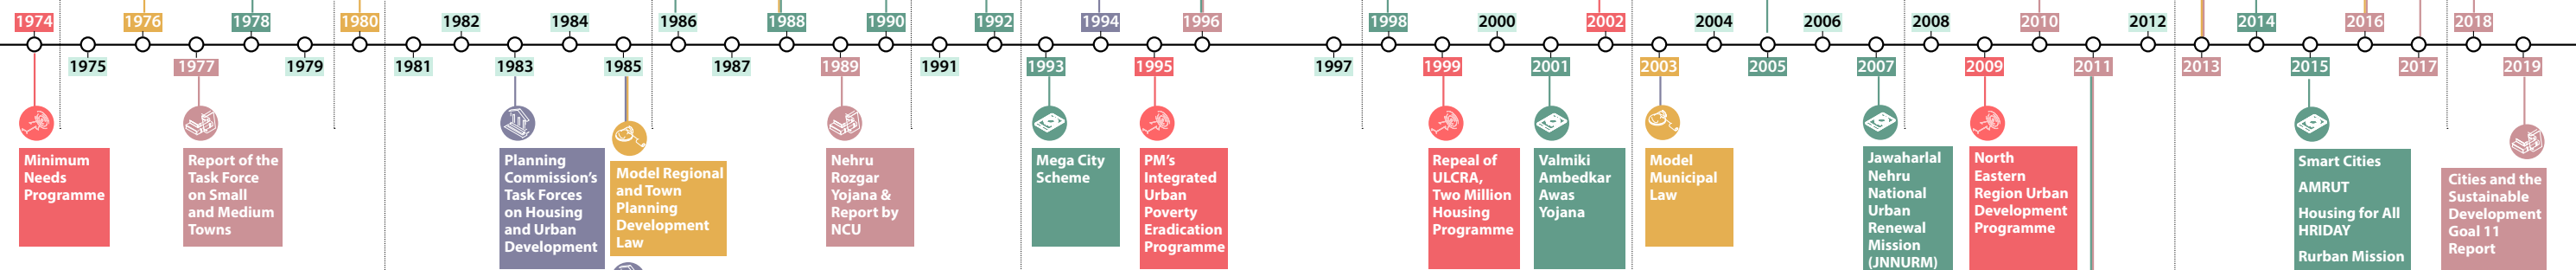 1974
1976
1978
1980
1982
1984
1986
1988
1990
1992
1994
1996
1998
2000
2002
2004
2006
2008
2010
2012
2014
2016
2018
1975
1977
1979
1981
1983
1985
1987
1989
1991
1993
1995
1997
1999
2001
2003
2005
2007
2009
2011
2013
2015
2017
2019
Minimum
Needs
Programme
Report of the
Task Force
on Small
and Medium
Towns
Planning
Commission’s
Task Forces
on Housing
and Urban
Development
Model Regional
and Town
Planning
Development
Law
Nehru
Rozgar
Yojana &
Report by
NCU
Mega City
Scheme
PM’s
Integrated
Urban
Poverty
Eradication
Programme
Repeal of
ULCRA,
Two Million
Housing
Programme
Valmiki
Ambedkar
Awas
Yojana
Model
Municipal
Law
Jawaharlal
Nehru
National
Urban
Renewal
Mission
(JNNURM)
North
Eastern
Region Urban
Development
Programme
Smart Cities
AMRUT
Housing for All
HRIDAY
Rurban Mission
Cities and the
Sustainable
Development
Goal 11
Report